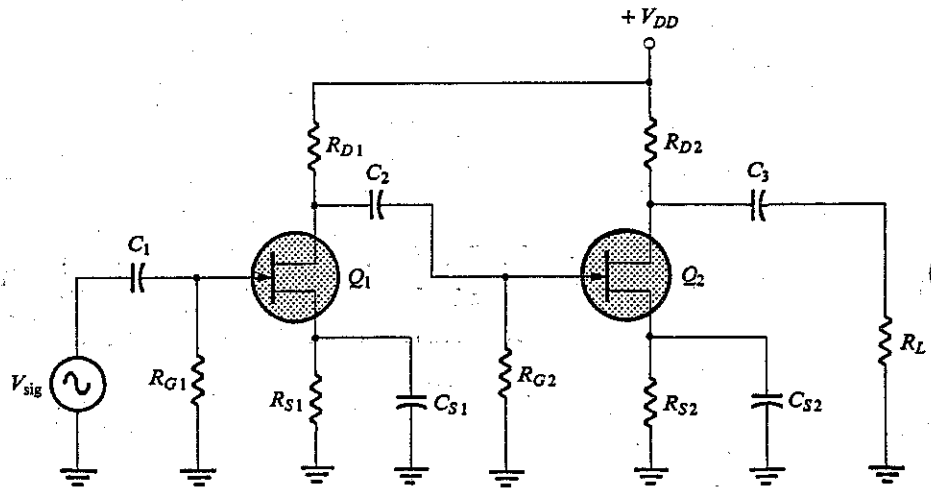 + V_DD
R_D1
R_D2
C_2
C_3
C_1
Q_1
Q_2
V_sig
R_G1
R_S1
C_S1
R_G2
R_S2
C_S2
R_L